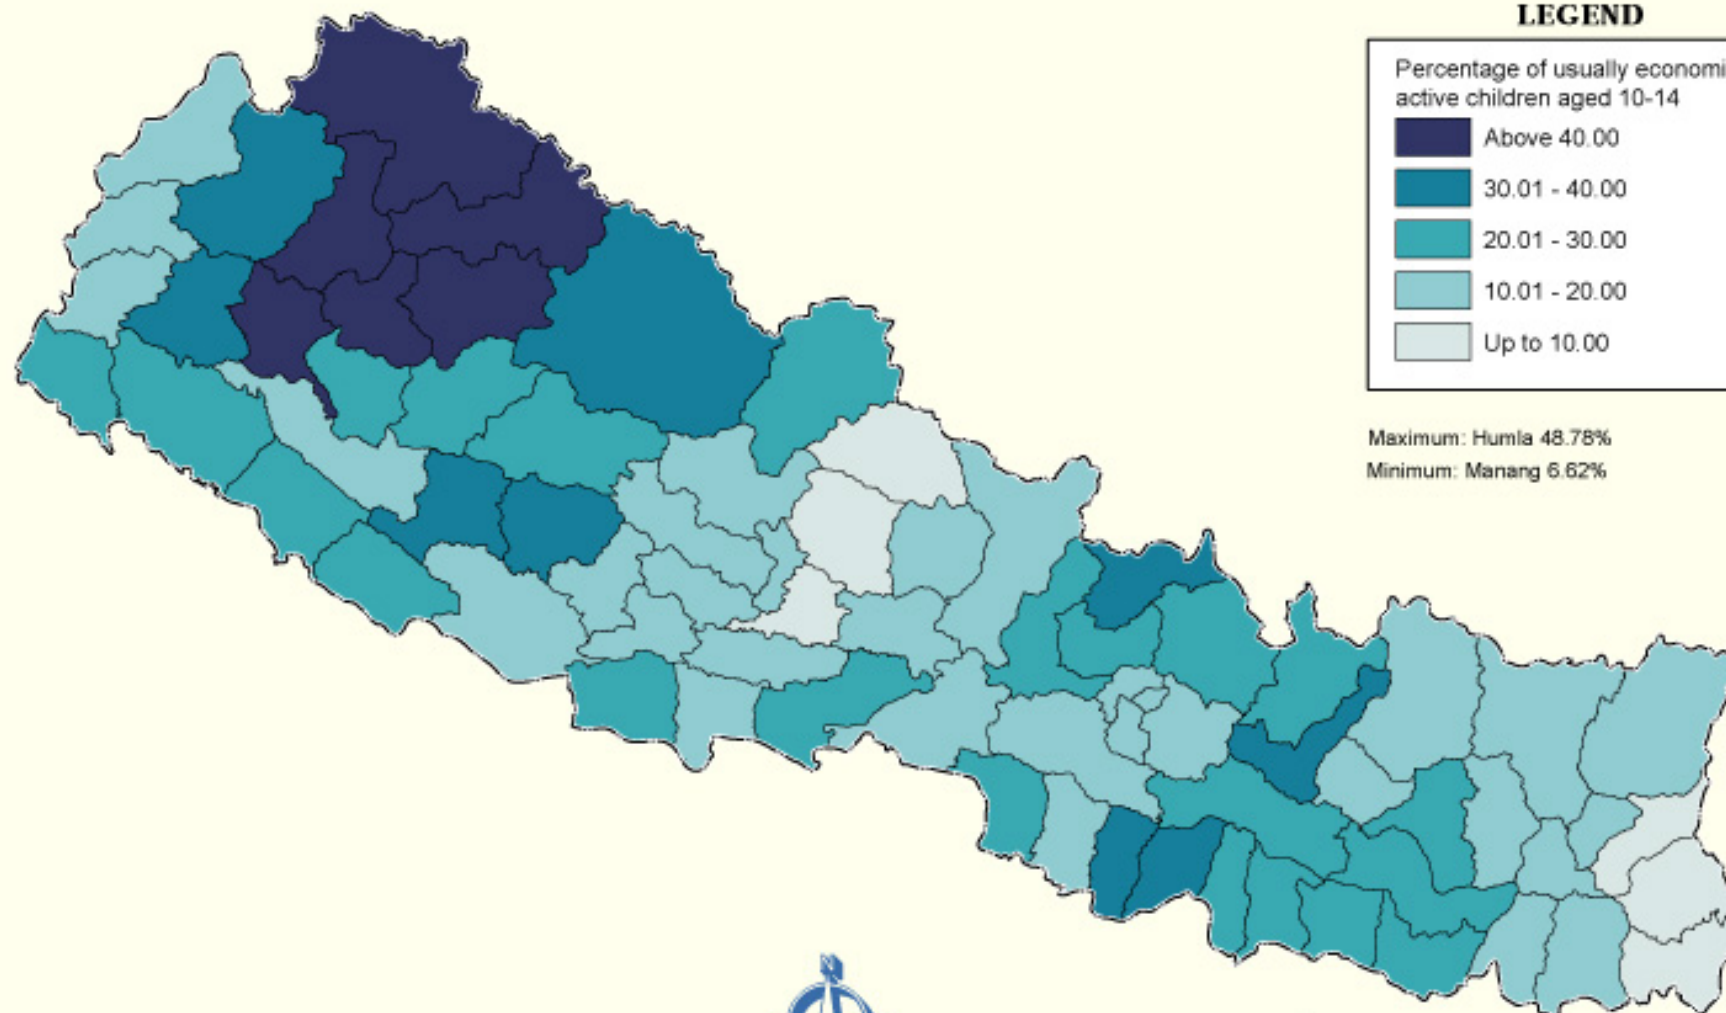 LEGEND
Percentage of usually economi
active children aged 10-14
Above 40.00
30.01 - 40.00
20.01 - 30.00
10.01 - 20.00
Up to 10.00
Maximum: Humla 48.78%
Minimum: Manang 6.62%
N